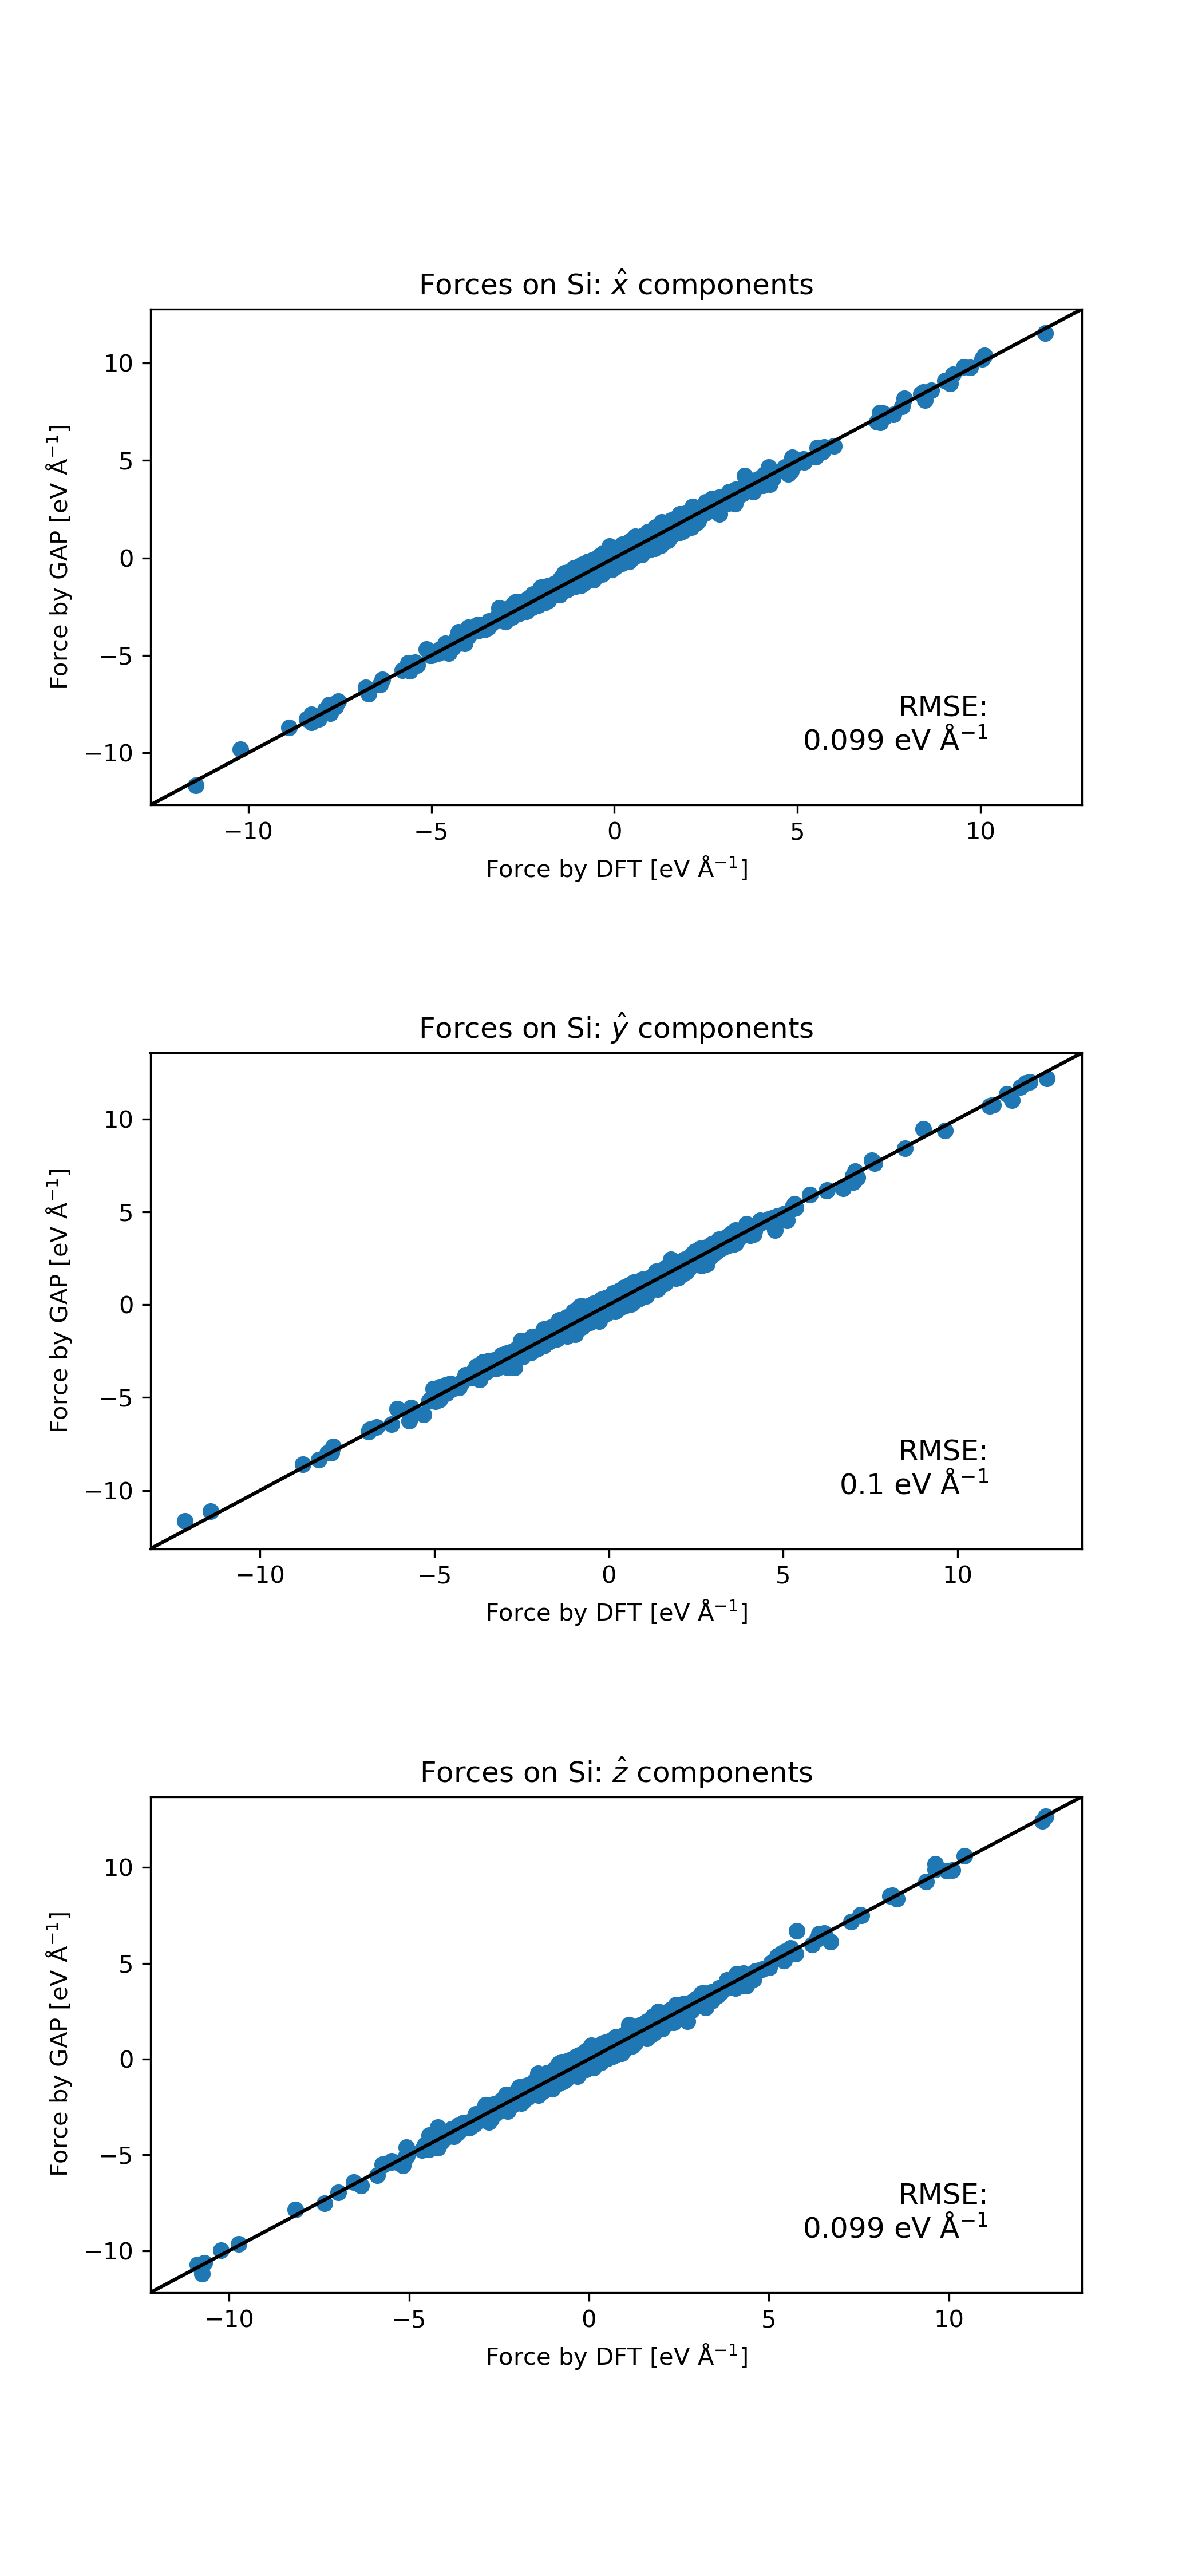 Forces on Si: x̂ components
10
5
0
−5
−10
Force by GAP [eV Å⁻¹]
RMSE:
0.099 eV Å⁻¹
−10 −5 0 5 10
Force by DFT [eV Å⁻¹]
Forces on Si: ŷ components
10
5
0
−5
−10
Force by GAP [eV Å⁻¹]
RMSE:
0.1 eV Å⁻¹
−10 −5 0 5 10
Force by DFT [eV Å⁻¹]
Forces on Si: ẑ components
10
5
0
−5
−10
Force by GAP [eV Å⁻¹]
RMSE:
0.099 eV Å⁻¹
−10 −5 0 5 10
Force by DFT [eV Å⁻¹]